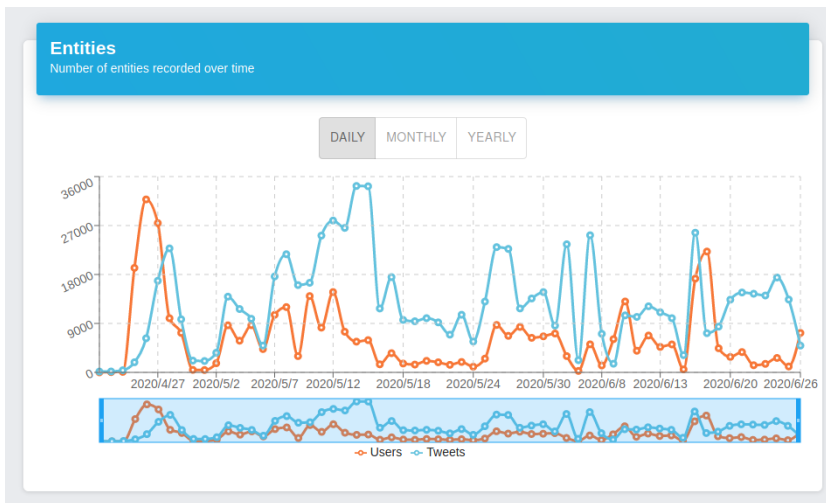 Entities
Number of entities recorded over time
DAILY MONTHLY YEARLY
36000
27000
18000
9000
0
2020/4/27 2020/5/2 2020/5/7 2020/5/12 2020/5/18 2020/5/24 2020/5/30 2020/6/8 2020/6/13 2020/6/20 2020/6/26
Users Tweets